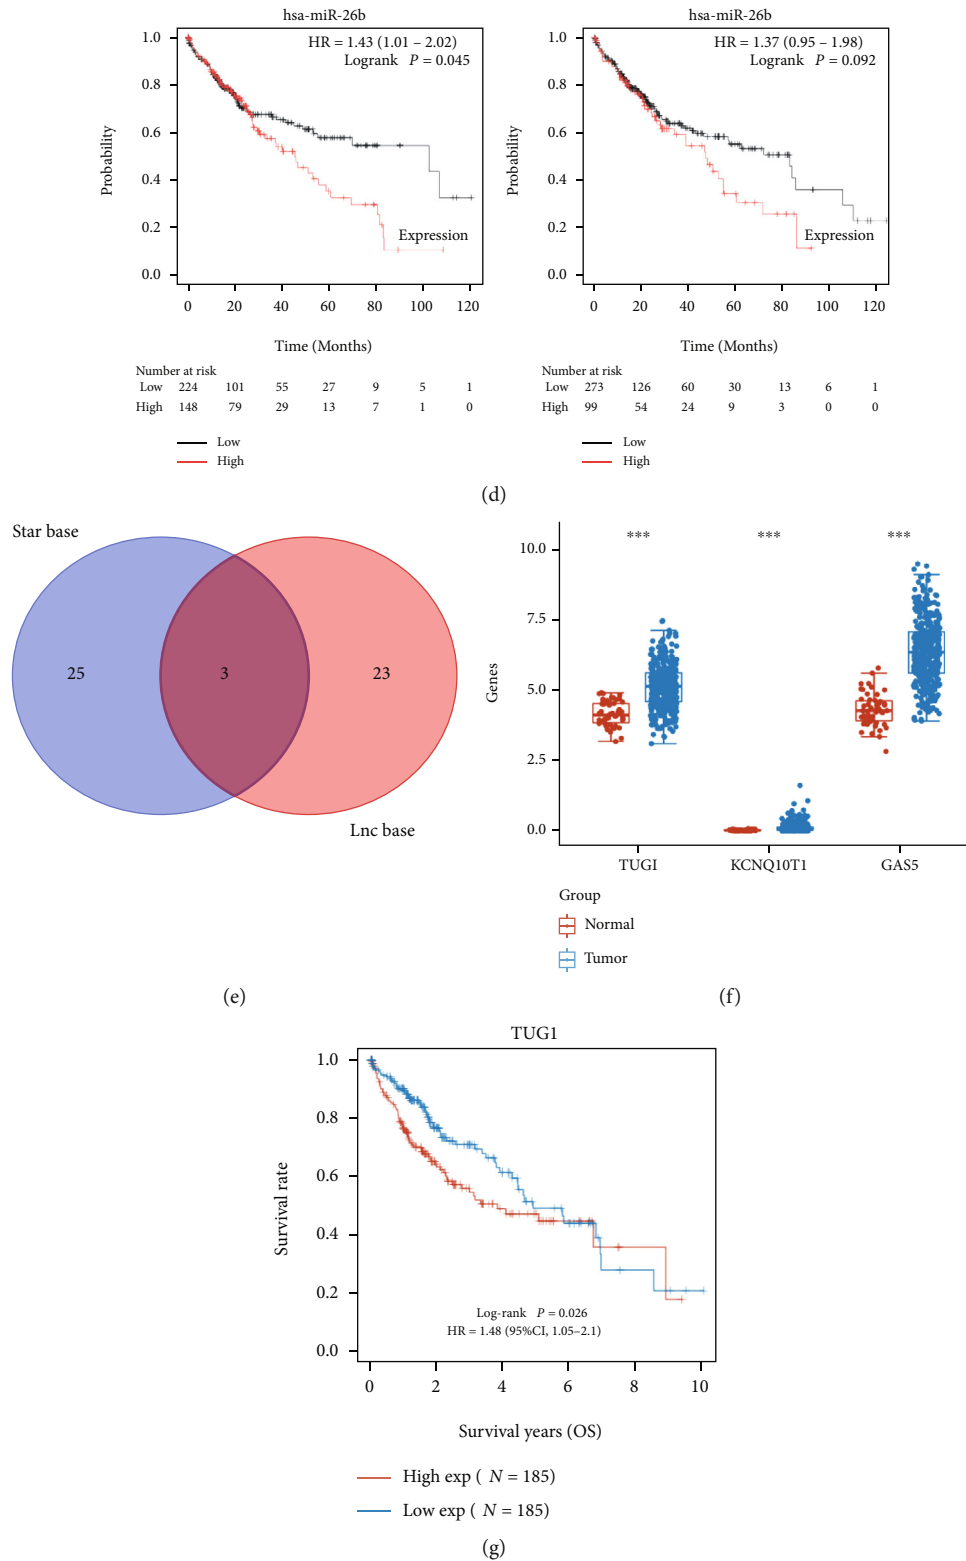 hsa-miR-26b
HR = 1.43 (1.01 – 2.02)
Logrank P = 0.045
1.0
0.8
0.6
0.4
0.2
0.0
Probability
Expression
0 20 40 60 80 100 120
Time (Months)
Number at risk
Low 224 101 55 27 9 5 1
High 148 79 29 13 7 1 0
Low
High
hsa-miR-26b
HR = 1.37 (0.95 – 1.98)
Logrank P = 0.092
1.0
0.8
0.6
0.4
0.2
0.0
Probability
Expression
0 20 40 60 80 100 120
Time (Months)
Number at risk
Low 273 126 60 30 13 6 1
High 99 54 24 9 3 0 0
Low
High
(d)
Star base
25
3
23
Lnc base
(e)
10.0
7.5
5.0
2.5
0.0
Genes
*** *** ***
TUGI KCNQ10T1 GAS5
Group
Normal
Tumor
(f)
TUG1
1.0
0.8
0.6
0.4
0.2
0.0
Survival rate
Log-rank P = 0.026
HR = 1.48 (95%CI, 1.05–2.1)
0 2 4 6 8 10
Survival years (OS)
High exp ( N = 185)
Low exp ( N = 185)
(g)